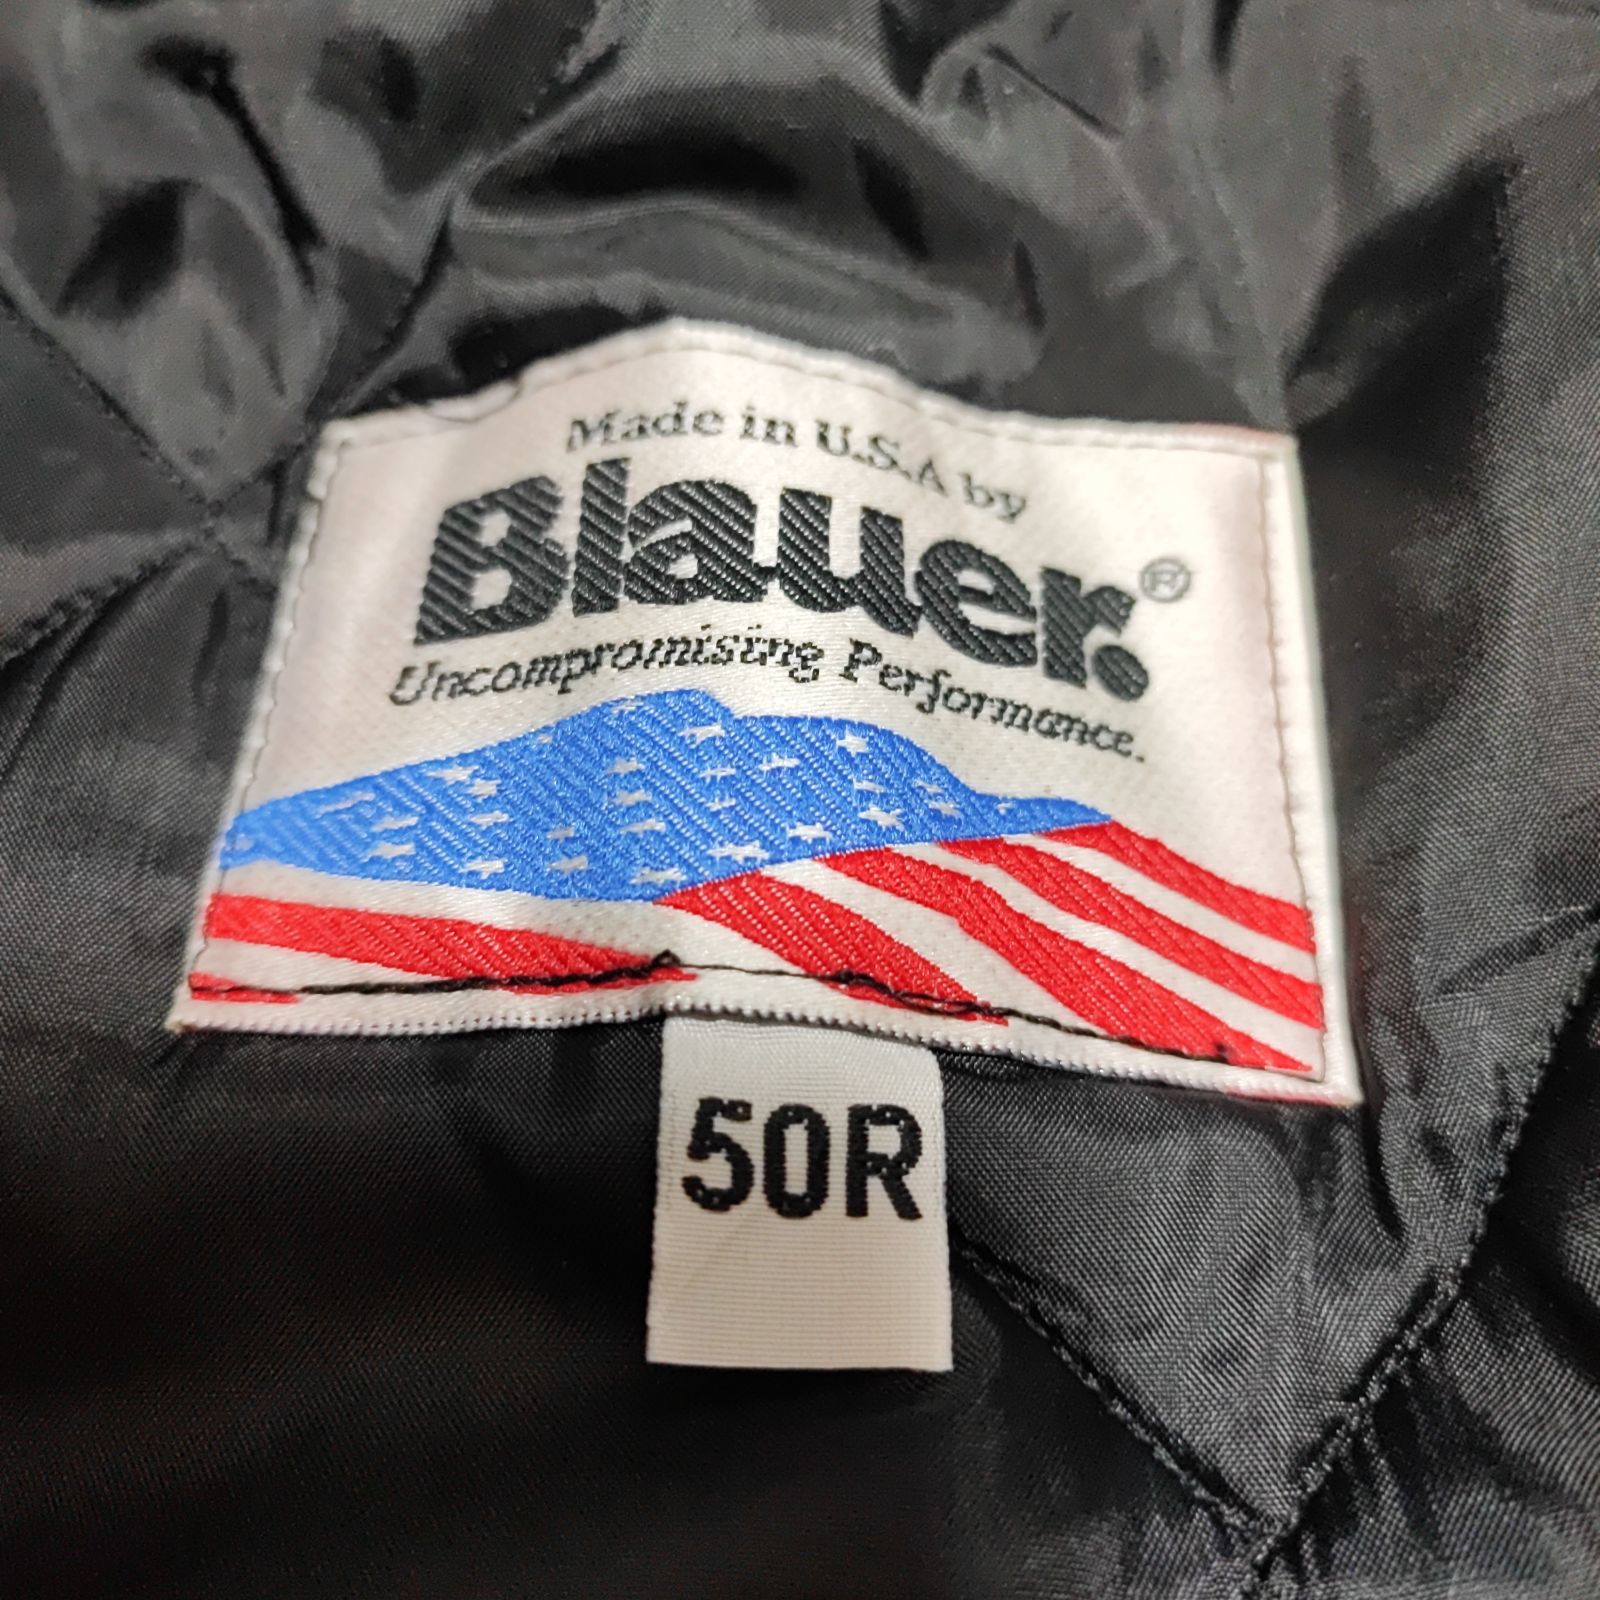 Made in U.S.A by
Blauer.®
Uncompromising Performance.
50R